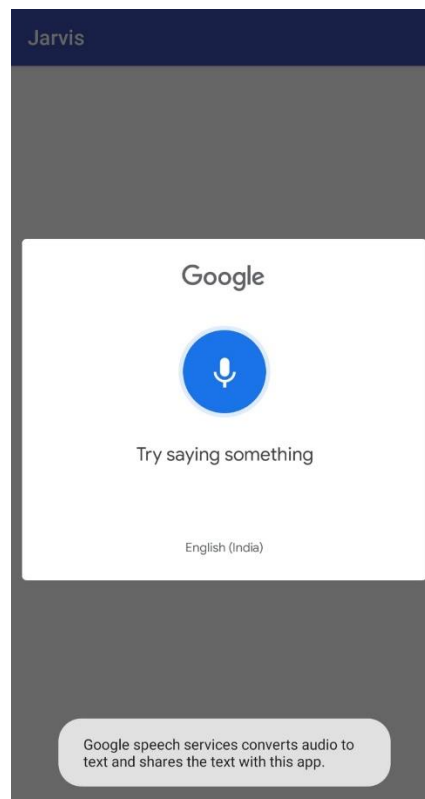 Jarvis
Google
Try saying something
English (India)
Google speech services converts audio to
text and shares the text with this app.